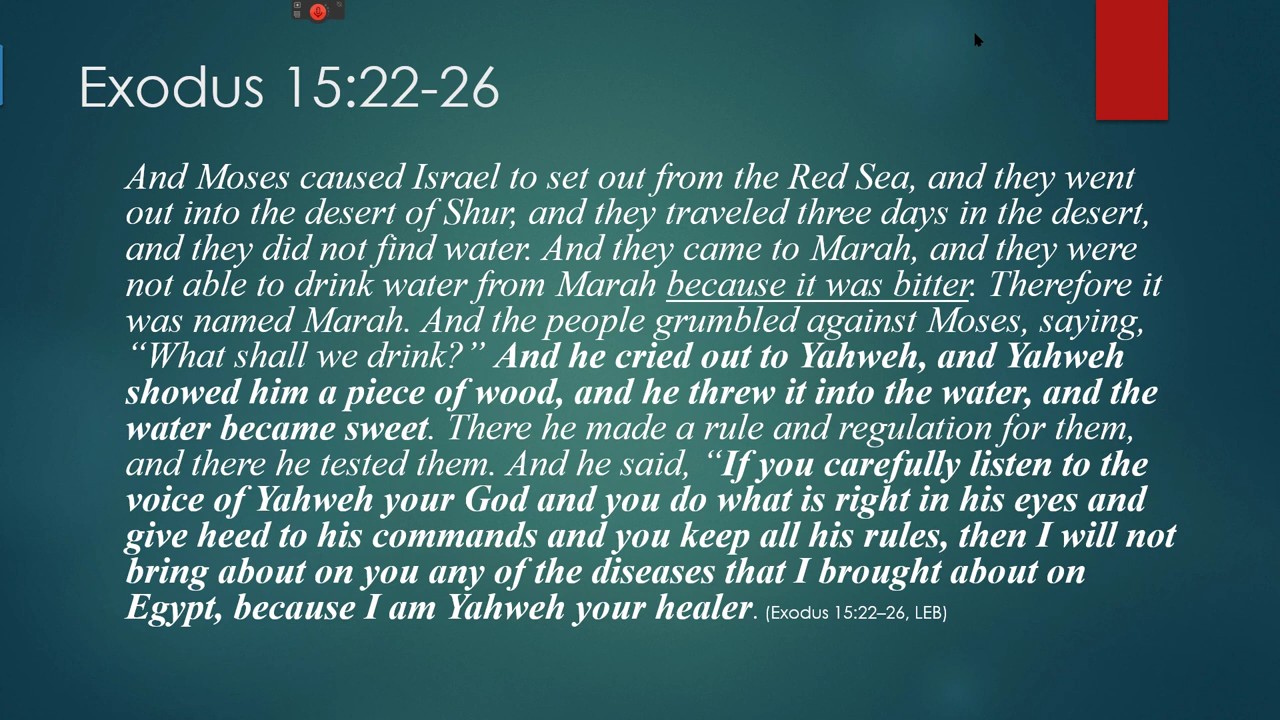 Exodus 15:22-26
And Moses caused Israel to set out from the Red Sea, and they went
out into the desert of Shur, and they traveled three days in the desert,
and they did not find water. And they came to Marah, and they were
not able to drink water from Marah because it was bitter. Therefore it
was named Marah. And the people grumbled against Moses, saying,
“What shall we drink?” And he cried out to Yahweh, and Yahweh
showed him a piece of wood, and he threw it into the water, and the
water became sweet. There he made a rule and regulation for them,
and there he tested them. And he said, “If you carefully listen to the
voice of Yahweh your God and you do what is right in his eyes and
give heed to his commands and you keep all his rules, then I will not
bring about on you any of the diseases that I brought about on
Egypt, because I am Yahweh your healer. (Exodus 15:22–26, LEB)